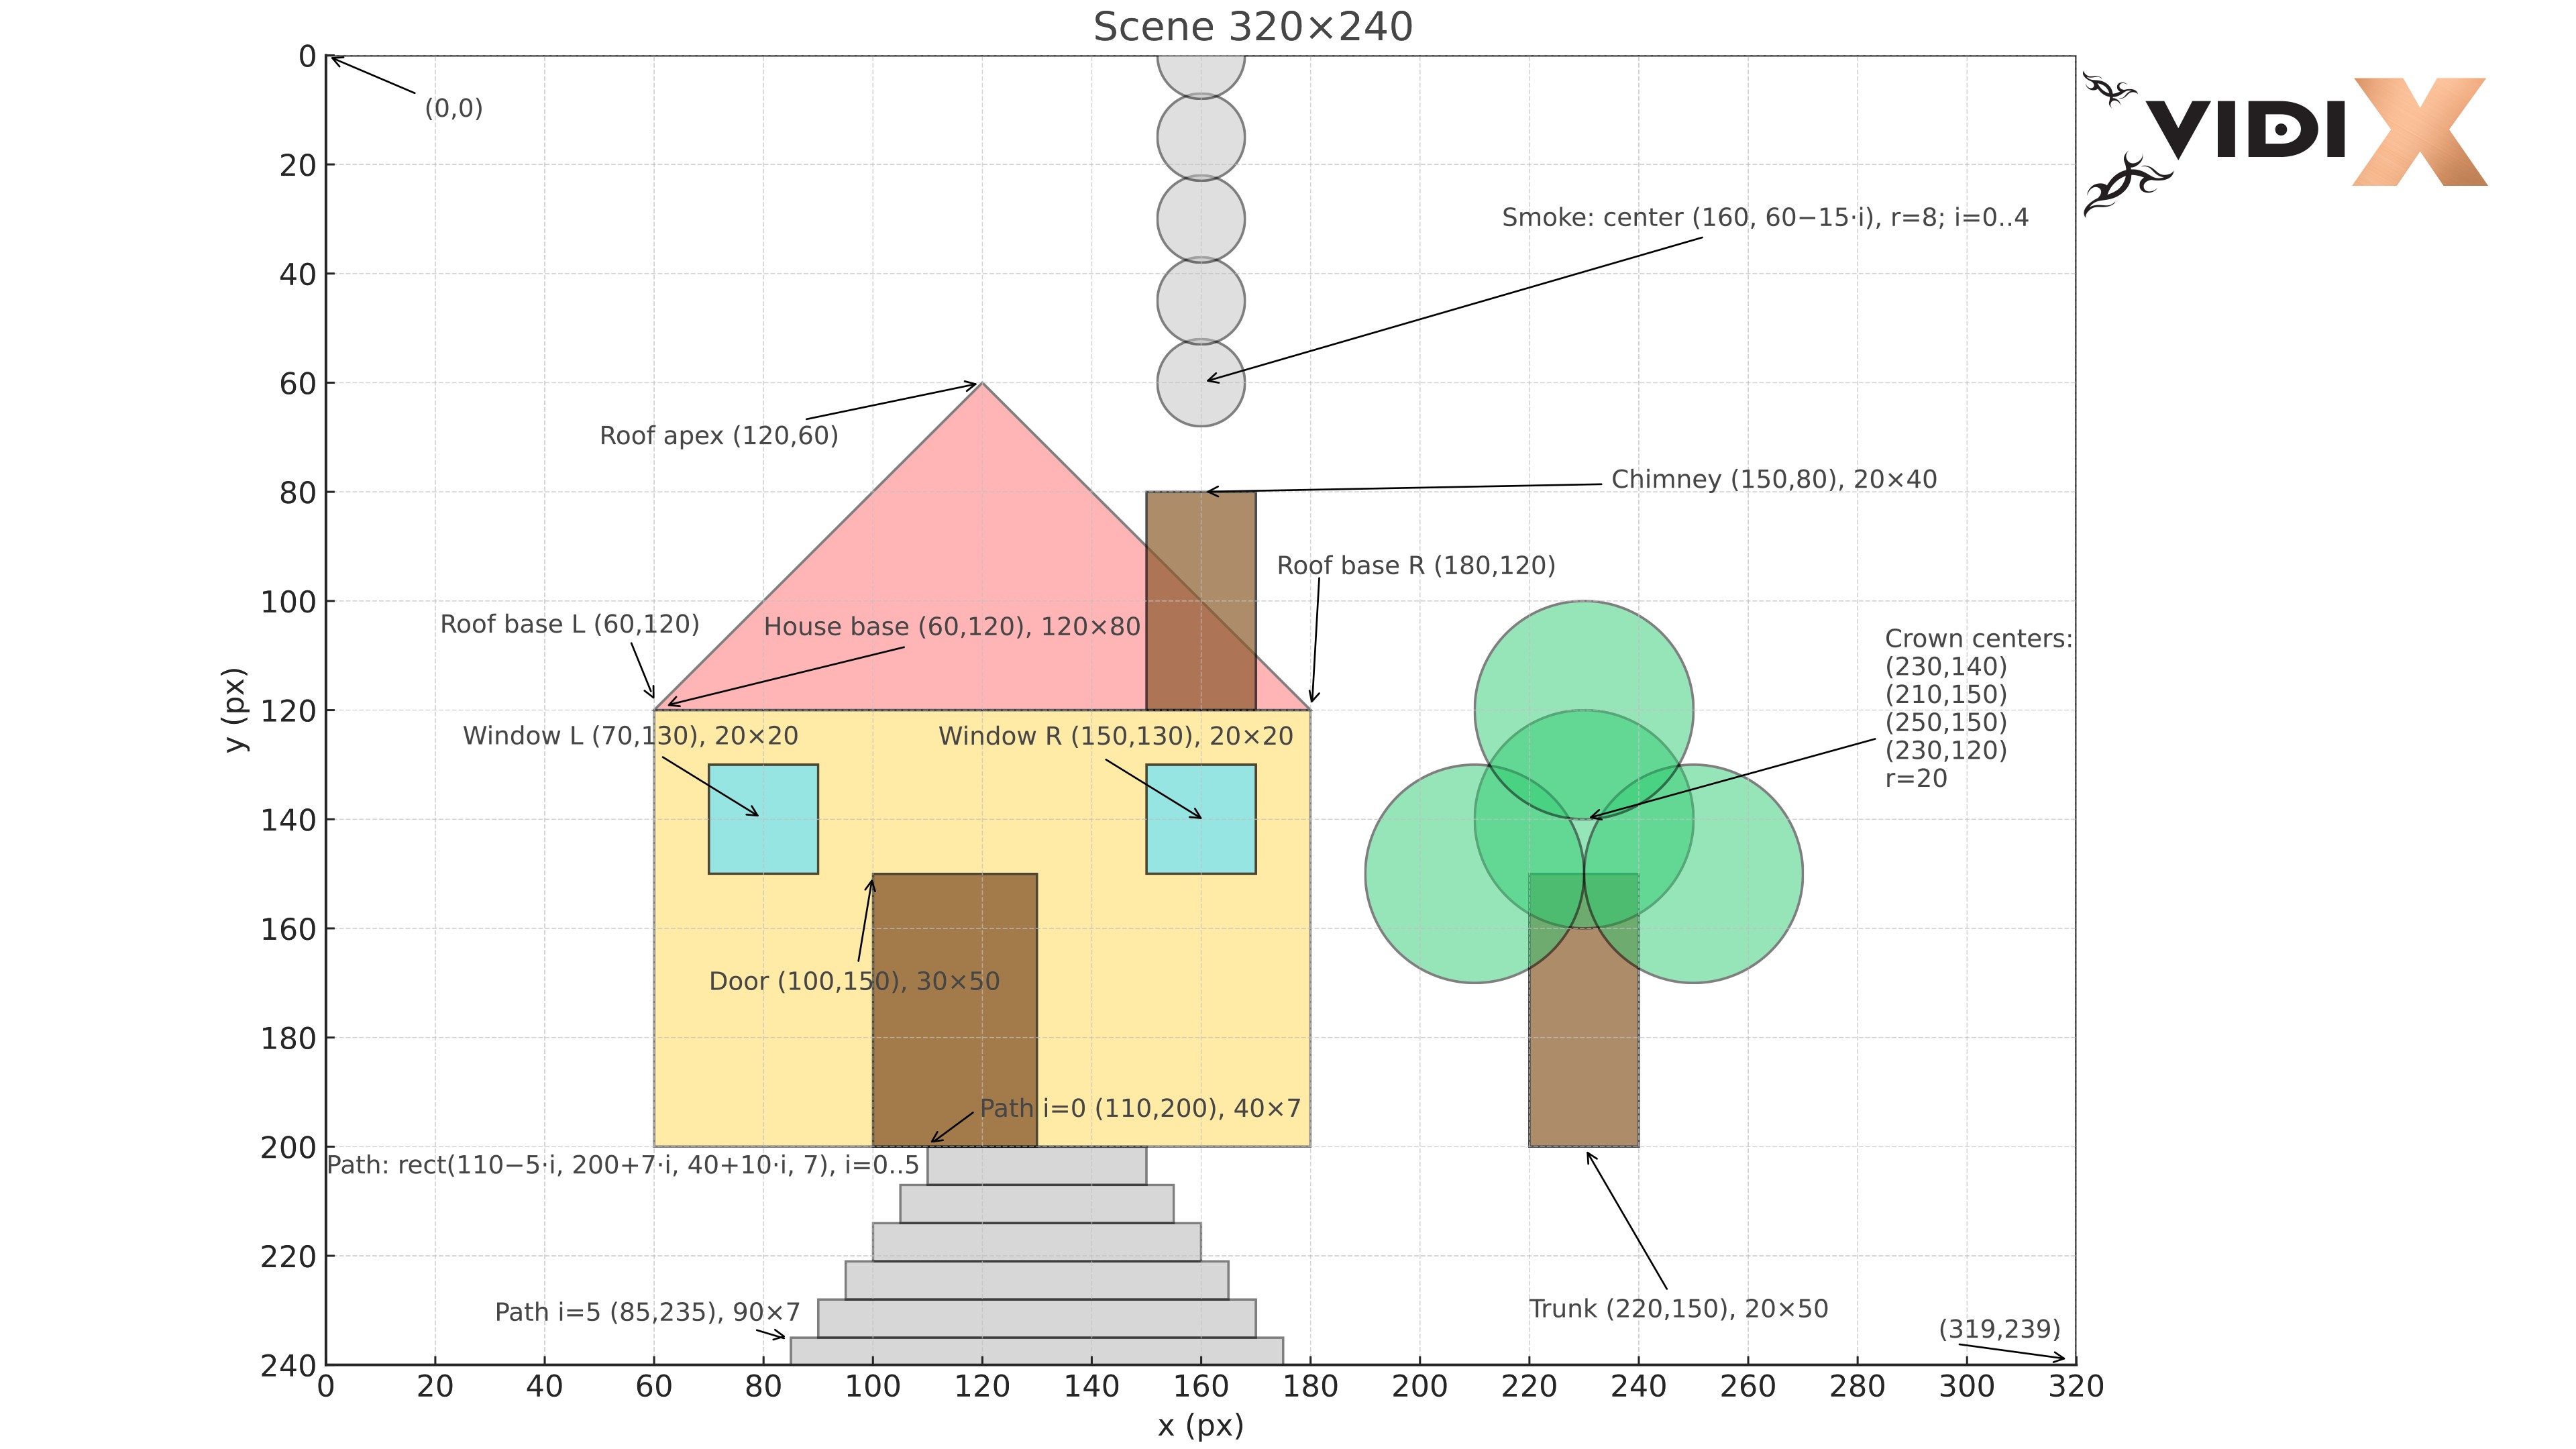 Scene 320×240
VIDIX
0
20
40
60
80
100
120
140
160
180
200
220
240
y (px)
(0,0)
Smoke: center (160, 60−15·i), r=8; i=0..4
Roof apex (120,60)
Chimney (150,80), 20×40
Roof base R (180,120)
Roof base L (60,120)
House base (60,120), 120×80
Crown centers:
(230,140)
(210,150)
(250,150)
(230,120)
r=20
Window L (70,130), 20×20
Window R (150,130), 20×20
Door (100,150), 30×50
Path i=0 (110,200), 40×7
Path: rect(110−5·i, 200+7·i, 40+10·i, 7), i=0..5
Path i=5 (85,235), 90×7
Trunk (220,150), 20×50
(319,239)
0 20 40 60 80 100 120 140 160 180 200 220 240 260 280 300 320
x (px)